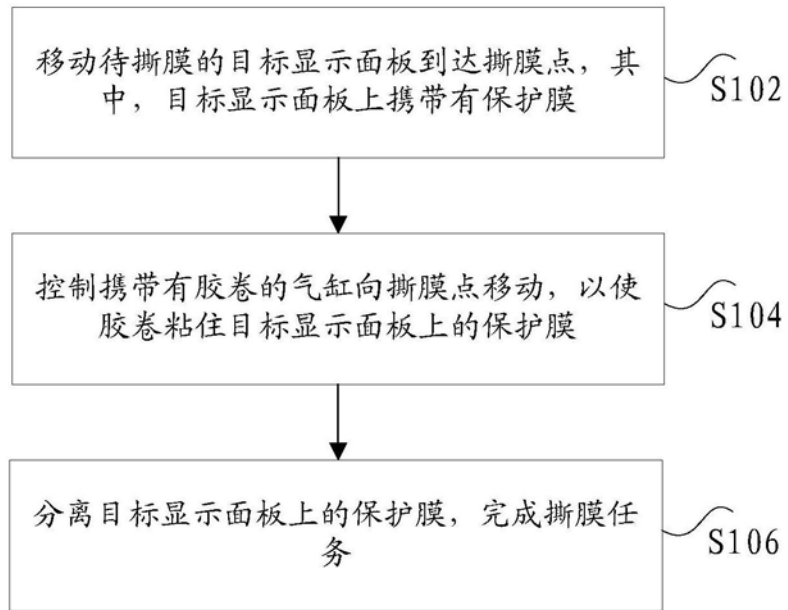 移动待撕膜的目标显示面板到达撕膜点，其
中，目标显示面板上携带有保护膜
S102
控制携带有胶卷的气缸向撕膜点移动，以使
胶卷粘住目标显示面板上的保护膜
S104
分离目标显示面板上的保护膜，完成撕膜任
务
S106